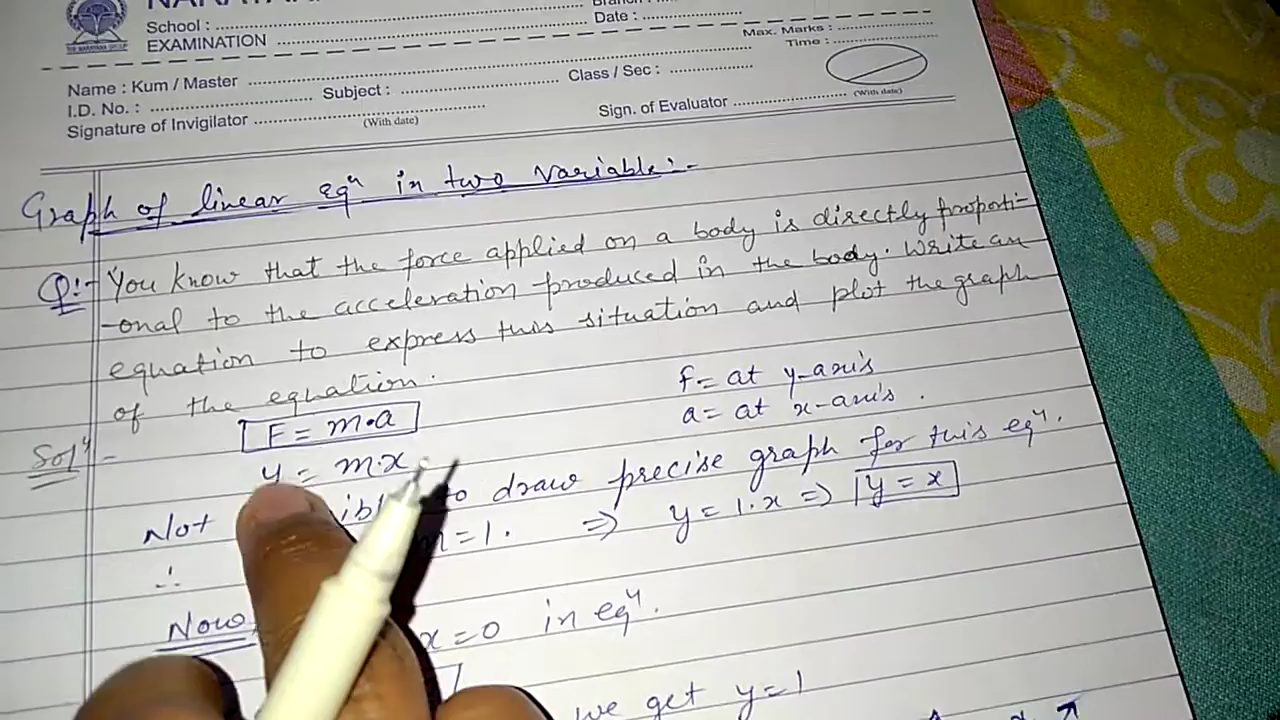 School : ........
EXAMINATION ........
Date : ........
Max. Marks : ........
Time : ........
Name : Kum / Master ........
I.D. No. : ........ Subject : ........ Class / Sec : ........
Signature of Invigilator ........ Sign. of Evaluator ........
(With date) (With date)
Graph of linear eqⁿ in two variable:-
Q:- You know that the force applied on a body is directly proporti-
-onal to the acceleration produced in the body. Write an
equation to express this situation and plot the graph
of the equation.
Solⁿ- F = m·a
f = at y-axis
a = at x-axis.
y = m·x
Not to draw precise graph for this eqⁿ.
∴ m = 1. ⇒ y = 1·x ⇒ y = x
Now, x = 0 in eqⁿ.
we get y = 1